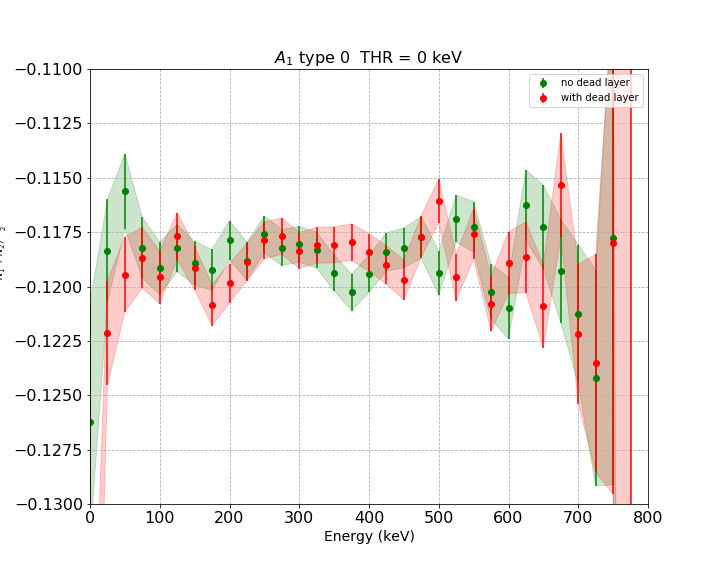 A₁ type 0 THR = 0 keV
no dead layer
with dead layer
−0.1100
−0.1125
−0.1150
−0.1175
−0.1200
−0.1225
−0.1250
−0.1275
−0.1300
0 100 200 300 400 500 600 700 800
Energy (keV)